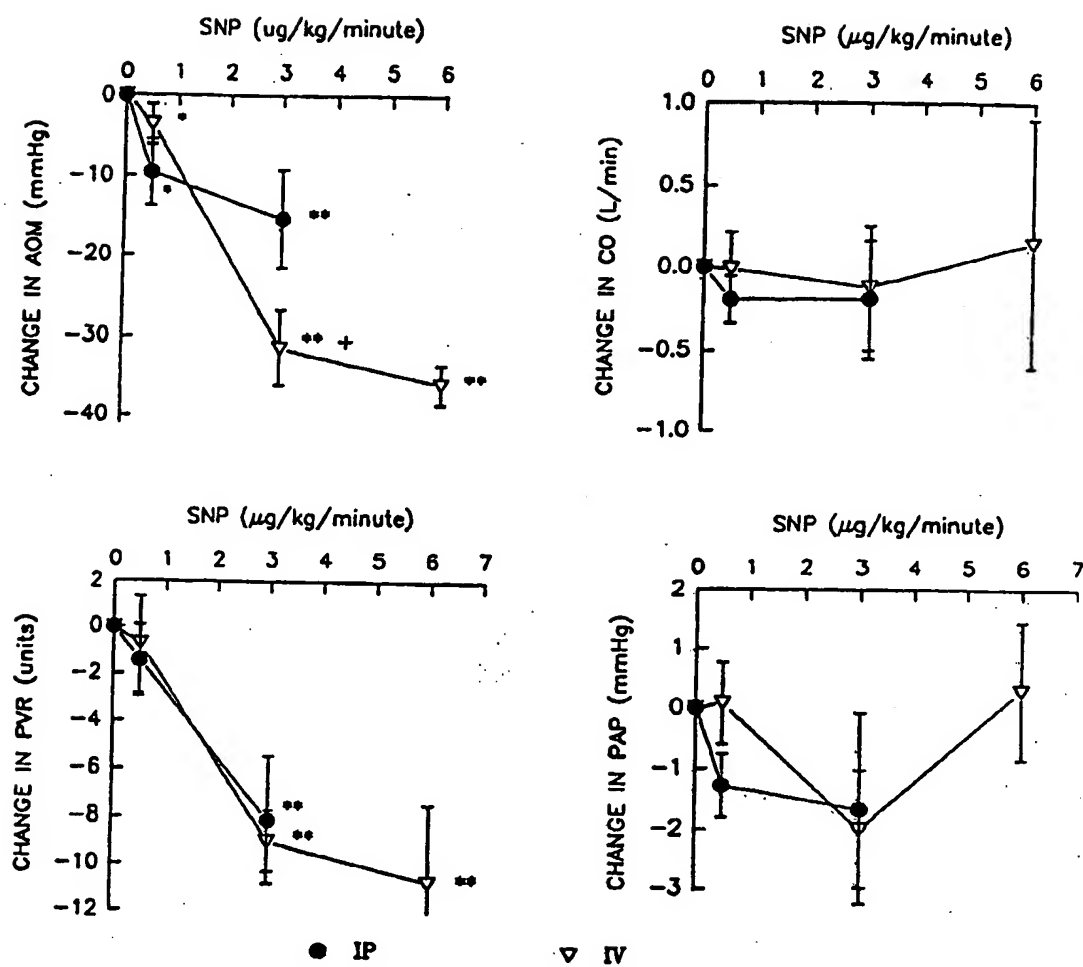 SNP (ug/kg/minute)
0 1 2 3 4 5 6
0
-10
-20
-30
-40
CHANGE IN AOM (mmHg)
*
*
**
** +
**
SNP (μg/kg/minute)
0 1 2 3 4 5 6
1.0
0.5
0.0
-0.5
-1.0
CHANGE IN CO (L/min)
SNP (μg/kg/minute)
0 1 2 3 4 5 6 7
2
0
-2
-4
-6
-8
-10
-12
CHANGE IN PVR (units)
**
**
**
SNP (μg/kg/minute)
0 1 2 3 4 5 6 7
2
1
0
-1
-2
-3
CHANGE IN PAP (mmHg)
● IP ▽ IV